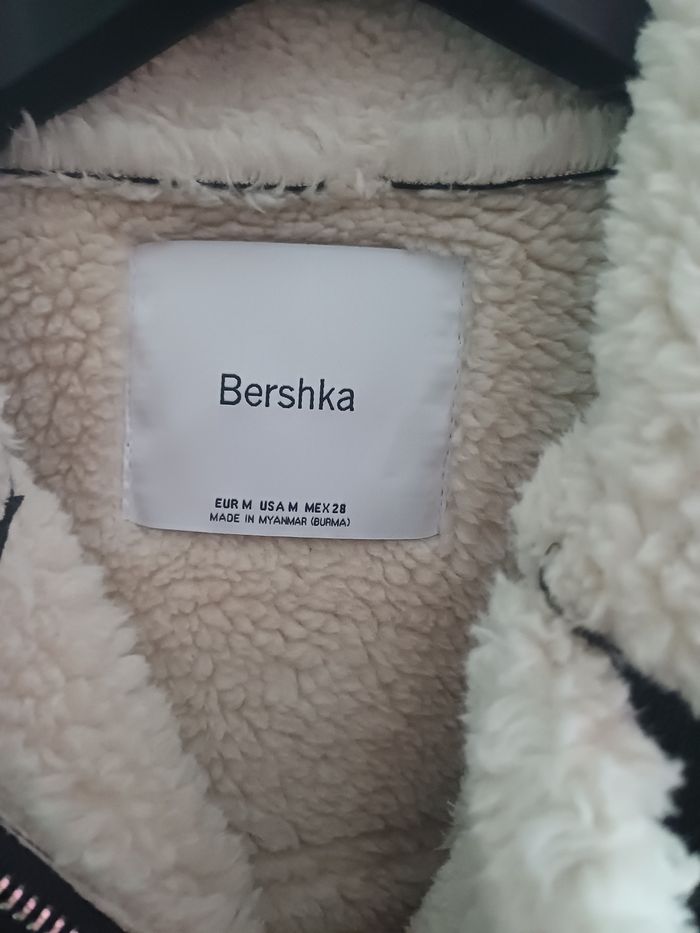 Bershka
EUR M USA M MEX 28
MADE IN MYANMAR (BURMA)